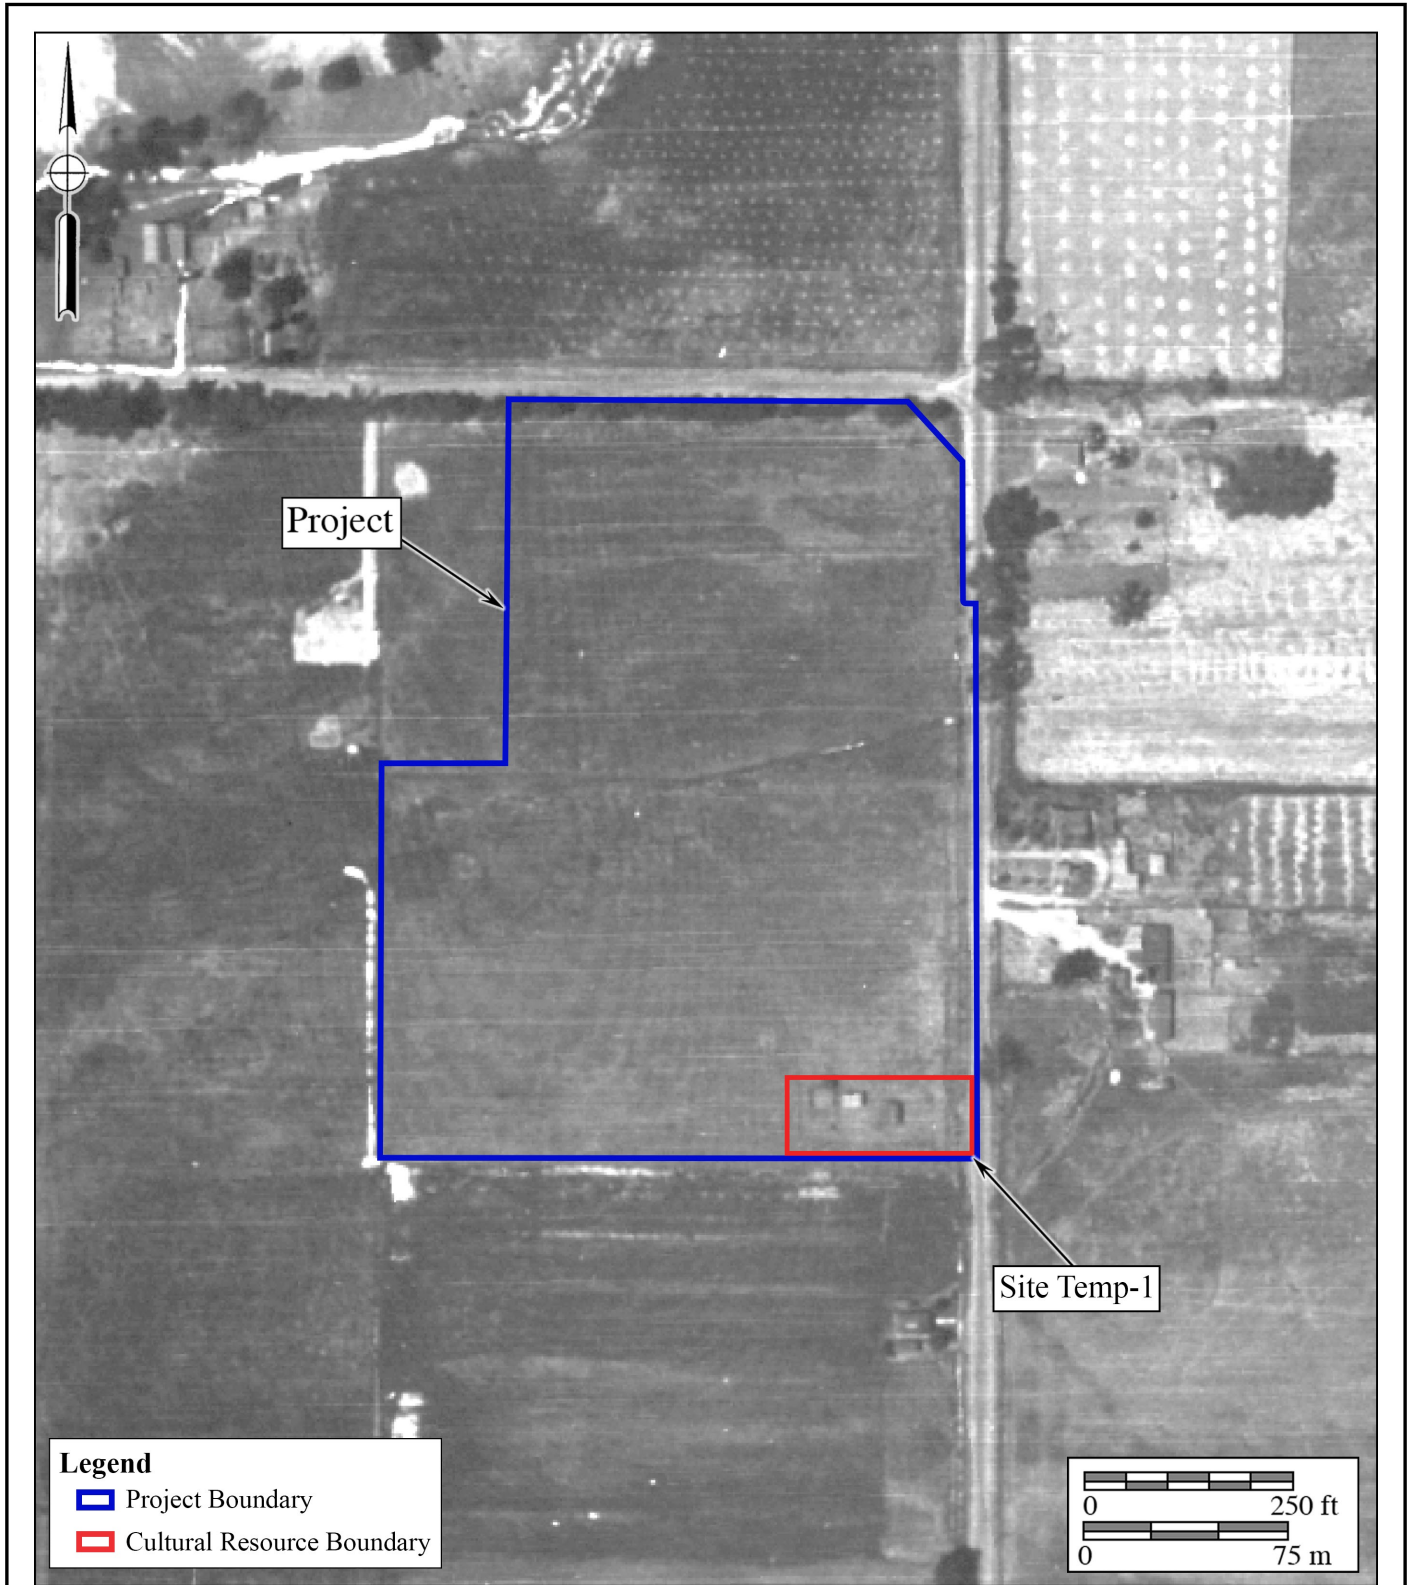 Project
Site Temp-1
Legend
Project Boundary
Cultural Resource Boundary
0 250 ft
0 75 m